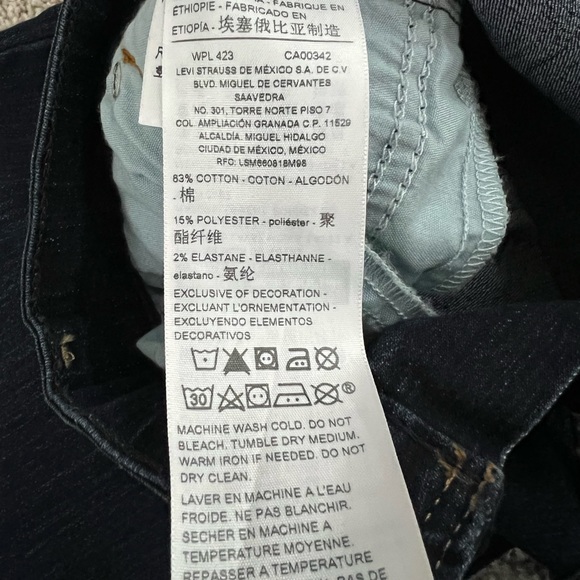 ETHIOPIE - FABRIQUÉ EN
ETIOPÍA - FABRICADO EN
埃塞俄比亚制造
WPL 423 CA00342
LEVI STRAUSS DE MÉXICO S.A. DE C.V
BLVD. MIGUEL DE CERVANTES
SAAVEDRA
NO. 301, TORRE NORTE PISO 7
COL. AMPLIACIÓN GRANADA C.P. 11529
ALCALDÍA. MIGUEL HIDALGO
CIUDAD DE MÉXICO, MÉXICO
RFC: LSM860818M98
83% COTTON - COTON - ALGODÓN
- 棉
15% POLYESTER - poliéster - 聚
酯纤维
2% ELASTANE - ELASTHANNE -
elastano - 氨纶
EXCLUSIVE OF DECORATION -
EXCLUANT L'ORNEMENTATION -
EXCLUYENDO ELEMENTOS
DECORATIVOS
30 ®
MACHINE WASH COLD. DO NOT
BLEACH. TUMBLE DRY MEDIUM.
WARM IRON IF NEEDED. DO NOT
DRY CLEAN.
LAVER EN MACHINE A L'EAU
FROIDE. NE PAS BLANCHIR.
SECHER EN MACHINE A
TEMPERATURE MOYENNE.
REPASSER A TEMPERATURE